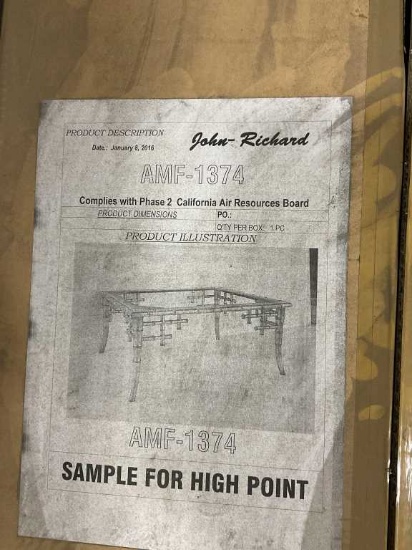 PRODUCT DESCRIPTION
John-Richard
Date: January 6, 2016
AMF-1374
Complies with Phase 2 California Air Resources Board
PRODUCT DIMENSIONS
PO.:
QTY PER BOX: 1 PC
PRODUCT ILLUSTRATION
AMF-1374
SAMPLE FOR HIGH POINT